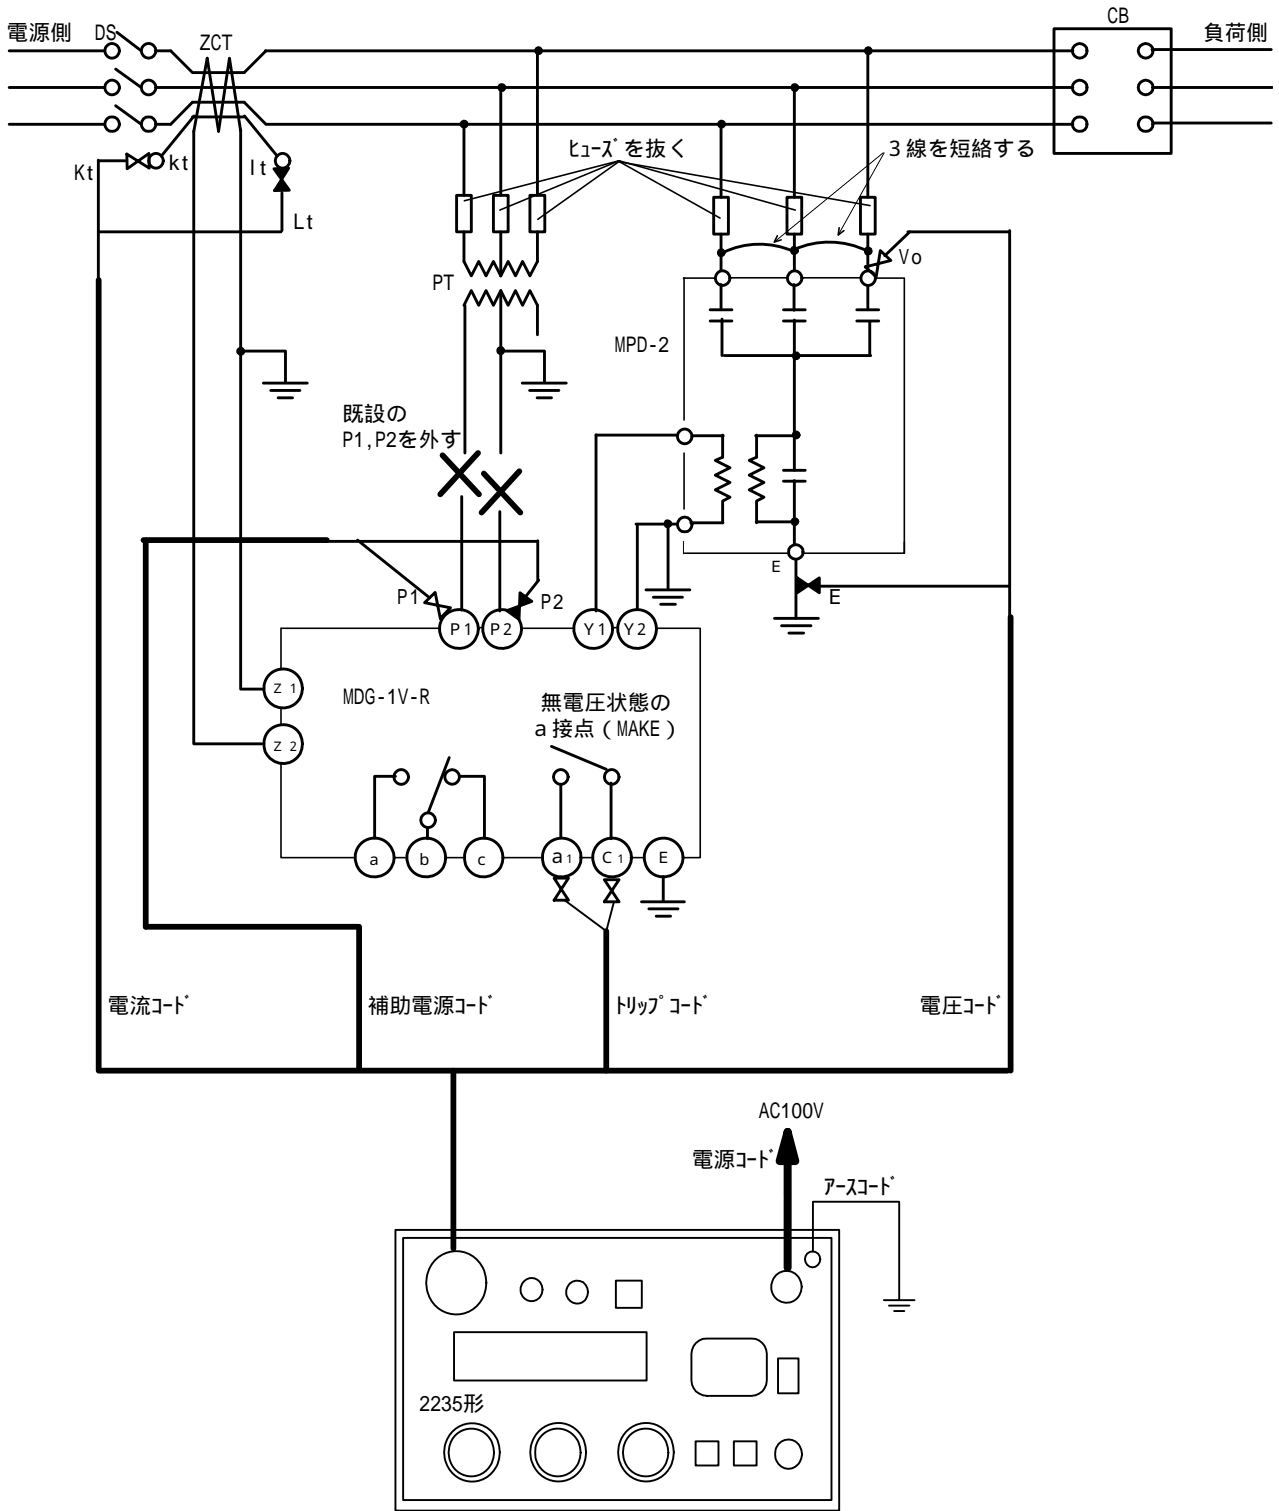 電源側
DS
ZCT
CB
負荷側
Kt
kt
lt
Lt
ﾋｭｰｽﾞを抜く
3線を短絡する
PT
Vo
MPD-2
既設の
P1,P2を外す
E
E
P1
P2
P1
P2
Y1
Y2
Z1
Z2
MDG-1V-R
無電圧状態の
a接点(MAKE)
a
b
c
a1
C1
E
電流ｺｰﾄﾞ
補助電源ｺｰﾄﾞ
ﾄﾘｯﾌﾟｺｰﾄﾞ
電圧ｺｰﾄﾞ
AC100V
電源ｺｰﾄﾞ
ｱｰｽｺｰﾄﾞ
2235形